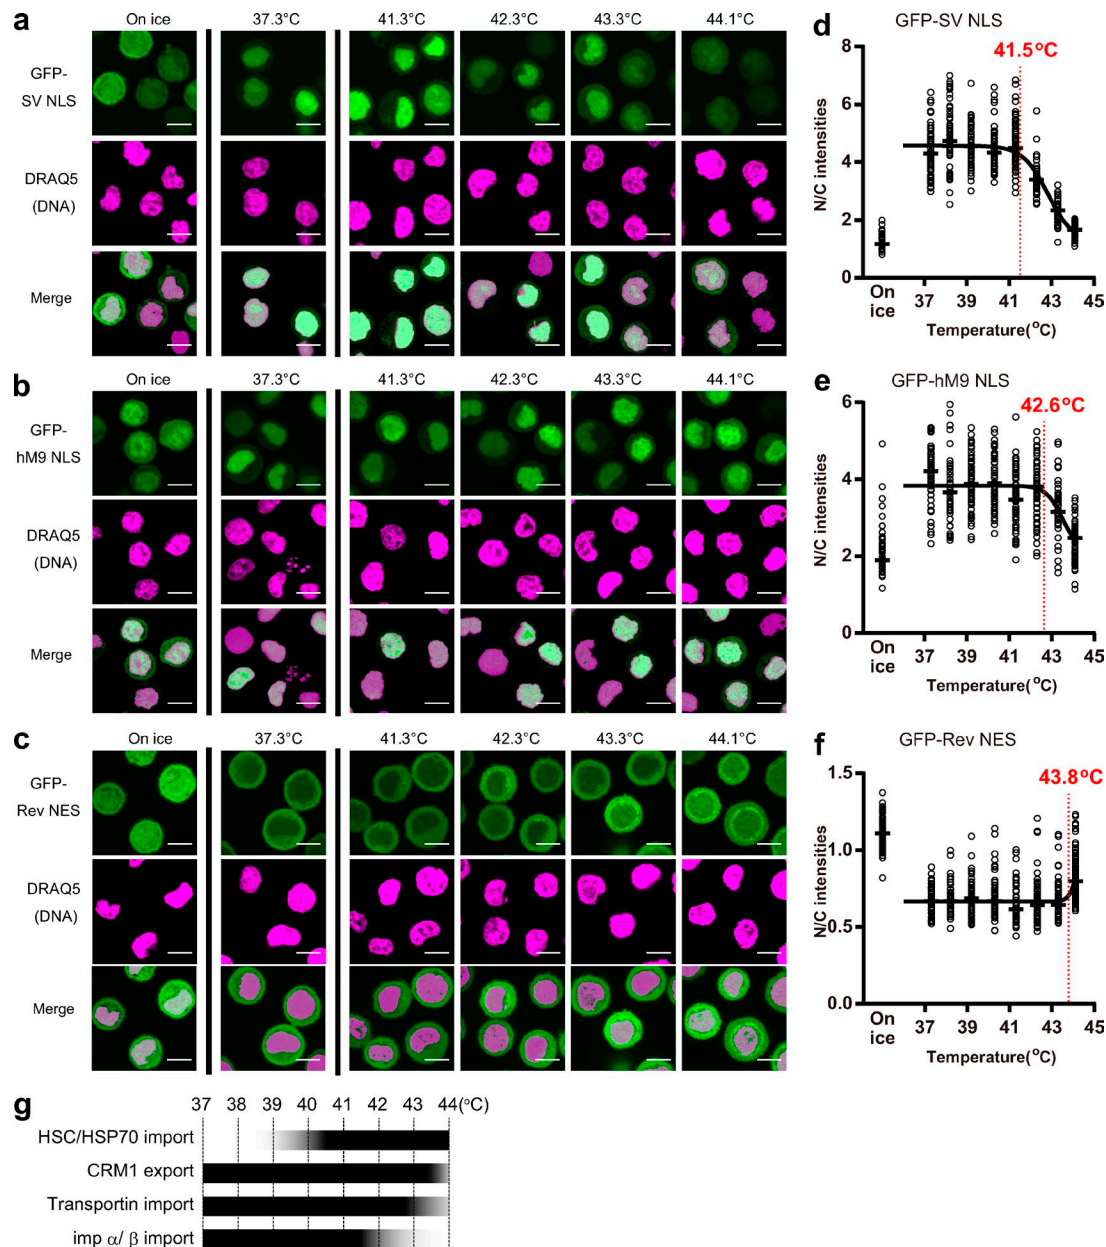 a
On ice 37.3°C 41.3°C 42.3°C 43.3°C 44.1°C
GFP-
SV NLS
DRAQ5
(DNA)
Merge
b
On ice 37.3°C 41.3°C 42.3°C 43.3°C 44.1°C
GFP-
hM9 NLS
DRAQ5
(DNA)
Merge
c
On ice 37.3°C 41.3°C 42.3°C 43.3°C 44.1°C
GFP-
Rev NES
DRAQ5
(DNA)
Merge
d
GFP-SV NLS
41.5°C
N/C intensities
8
6
4
2
0
On ice 37 39 41 43 45
Temperature(°C)
e
GFP-hM9 NLS
42.6°C
N/C intensities
6
4
2
0
On ice 37 39 41 43 45
Temperature(°C)
f
GFP-Rev NES
43.8°C
N/C intensities
1.5
1.0
0.5
0.0
On ice 37 39 41 43 45
Temperature(°C)
g
37 38 39 40 41 42 43 44(°C)
HSC/HSP70 import
CRM1 export
Transportin import
imp α/ β import